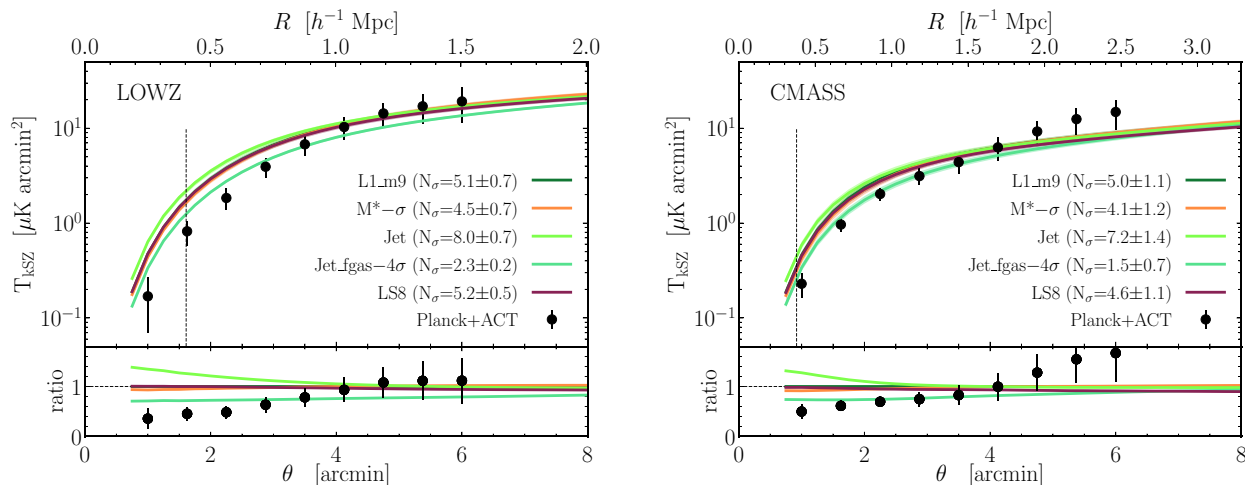 R [h⁻¹ Mpc]
0.0 0.5 1.0 1.5 2.0
T_kSZ [μK arcmin²]
10¹
10⁰
10⁻¹
LOWZ
L1_m9 (N_σ=5.1±0.7)
M*−σ (N_σ=4.5±0.7)
Jet (N_σ=8.0±0.7)
Jet_fgas−4σ (N_σ=2.3±0.2)
LS8 (N_σ=5.2±0.5)
Planck+ACT
ratio
1
0
0 2 4 6 8
θ [arcmin]
R [h⁻¹ Mpc]
0.0 0.5 1.0 1.5 2.0 2.5 3.0
T_kSZ [μK arcmin²]
10¹
10⁰
10⁻¹
CMASS
L1_m9 (N_σ=5.0±1.1)
M*−σ (N_σ=4.1±1.2)
Jet (N_σ=7.2±1.4)
Jet_fgas−4σ (N_σ=1.5±0.7)
LS8 (N_σ=4.6±1.1)
Planck+ACT
ratio
1
0
0 2 4 6 8
θ [arcmin]